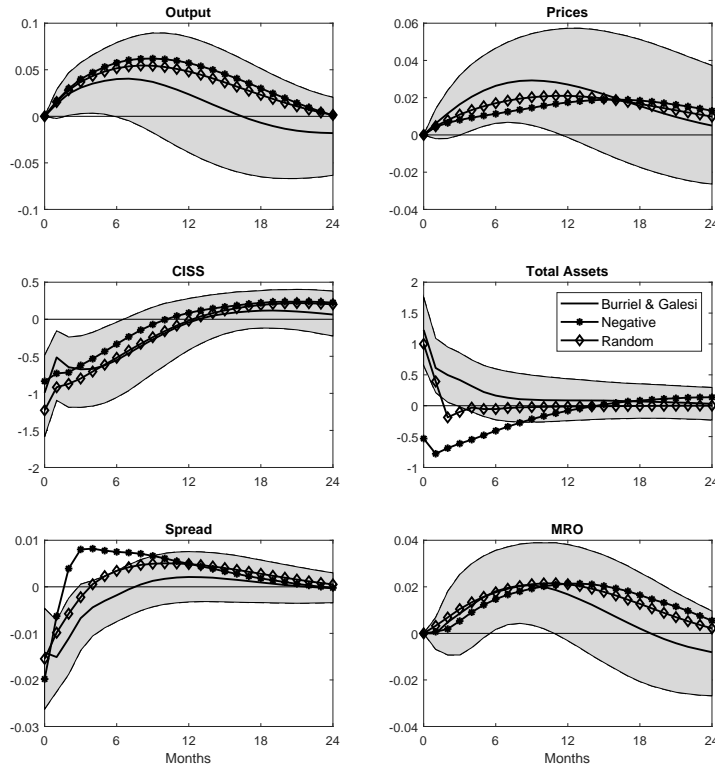 Output
0.1
0.05
0
-0.05
-0.1
0 6 12 18 24
Prices
0.06
0.04
0.02
0
-0.02
-0.04
0 6 12 18 24
CISS
0.5
0
-0.5
-1
-1.5
-2
0 6 12 18 24
Total Assets
2
1.5
1
0.5
0
-0.5
-1
0 6 12 18 24
Burriel & Galesi
Negative
Random
Spread
0.01
0
-0.01
-0.02
-0.03
0 6 12 18 24
Months
MRO
0.04
0.02
0
-0.02
-0.04
0 6 12 18 24
Months